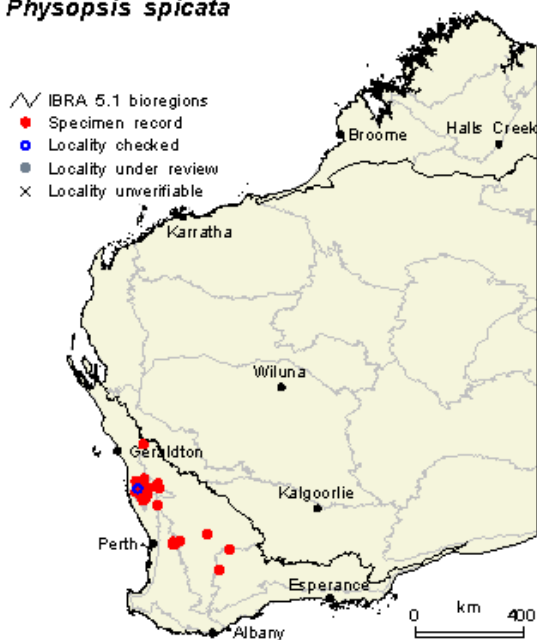 Physopsis spicata
IBRA 5.1 bioregions
Specimen record
Locality checked
Locality under review
Locality unverifiable
Broome
Halls Creek
Karratha
Wiluna
Geraldton
Kalgoorlie
Perth
Esperance
Albany
0 km 400